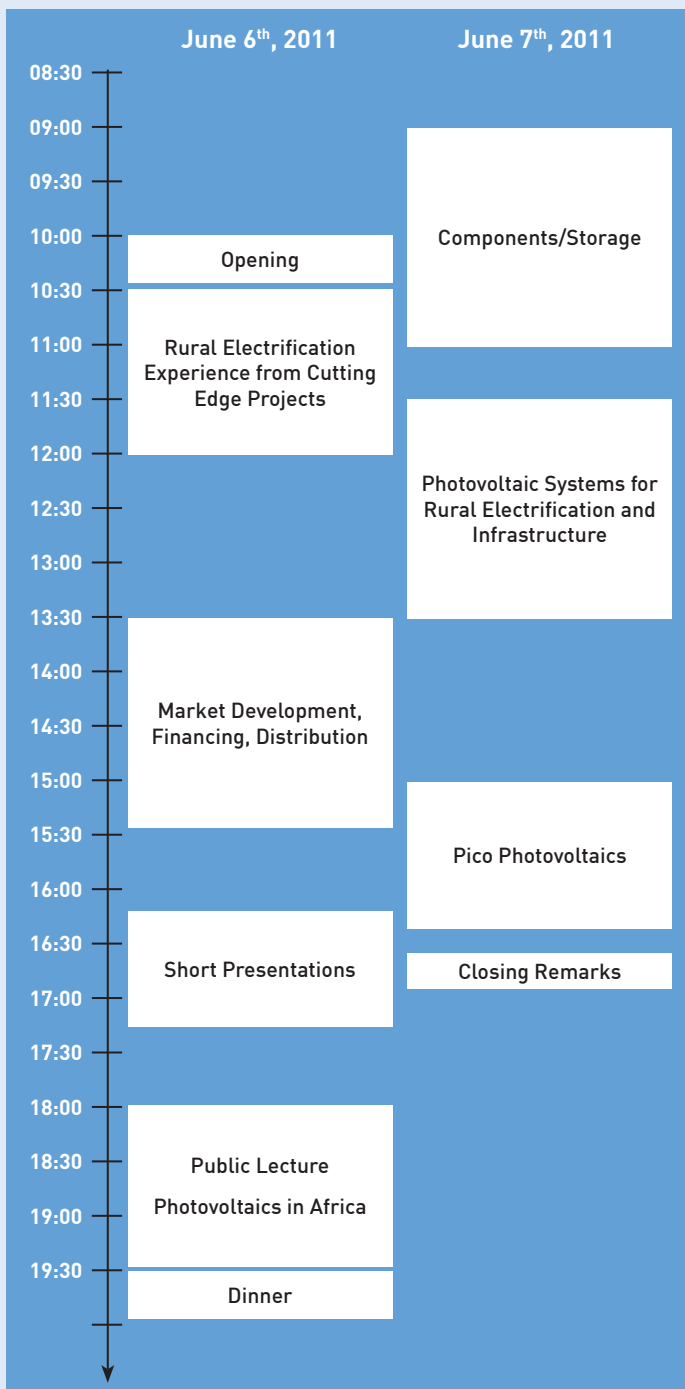 June 6th, 2011
June 7th, 2011
08:30
09:00
09:30
10:00
10:30
11:00
11:30
12:00
12:30
13:00
13:30
14:00
14:30
15:00
15:30
16:00
16:30
17:00
17:30
18:00
18:30
19:00
19:30
Opening
Rural Electrification
Experience from Cutting
Edge Projects
Market Development,
Financing, Distribution
Short Presentations
Public Lecture
Photovoltaics in Africa
Dinner
Components/Storage
Photovoltaic Systems for
Rural Electrification and
Infrastructure
Pico Photovoltaics
Closing Remarks